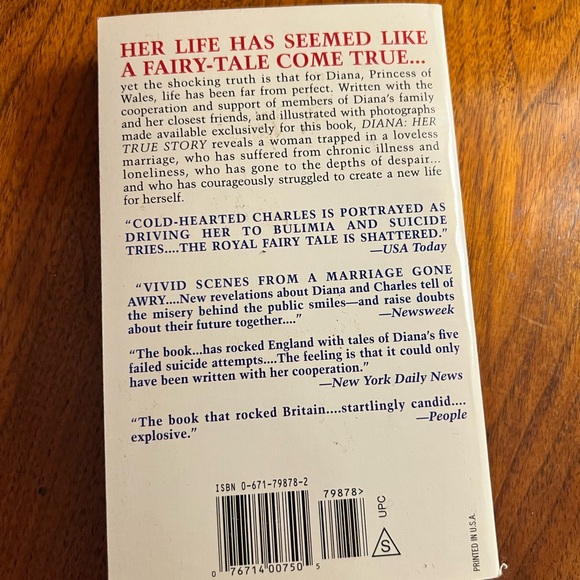 HER LIFE HAS SEEMED LIKE
A FAIRY-TALE COME TRUE...
yet the shocking truth is that for Diana, Princess of
Wales, life has been far from perfect. Written with the
cooperation and support of members of Diana's family
and her closest friends, and illustrated with photographs
made available exclusively for this book, DIANA: HER
TRUE STORY reveals a woman trapped in a loveless
marriage, who has suffered from chronic illness and
loneliness, who has gone to the depths of despair...
and who has courageously struggled to create a new life
for herself.
"COLD-HEARTED CHARLES IS PORTRAYED AS
DRIVING HER TO BULIMIA AND SUICIDE
TRIES....THE ROYAL FAIRY TALE IS SHATTERED."
—USA Today
"VIVID SCENES FROM A MARRIAGE GONE
AWRY....New revelations about Diana and Charles tell of
the misery behind the public smiles—and raise doubts
about their future together...." —Newsweek
"The book...has rocked England with tales of Diana's five
failed suicide attempts....The feeling is that it could only
have been written with her cooperation."
—New York Daily News
"The book that rocked Britain....startlingly candid....
explosive." —People
ISBN 0-671-79878-2
79878>
UPC
S
0 76714 00750 5
PRINTED IN U.S.A.